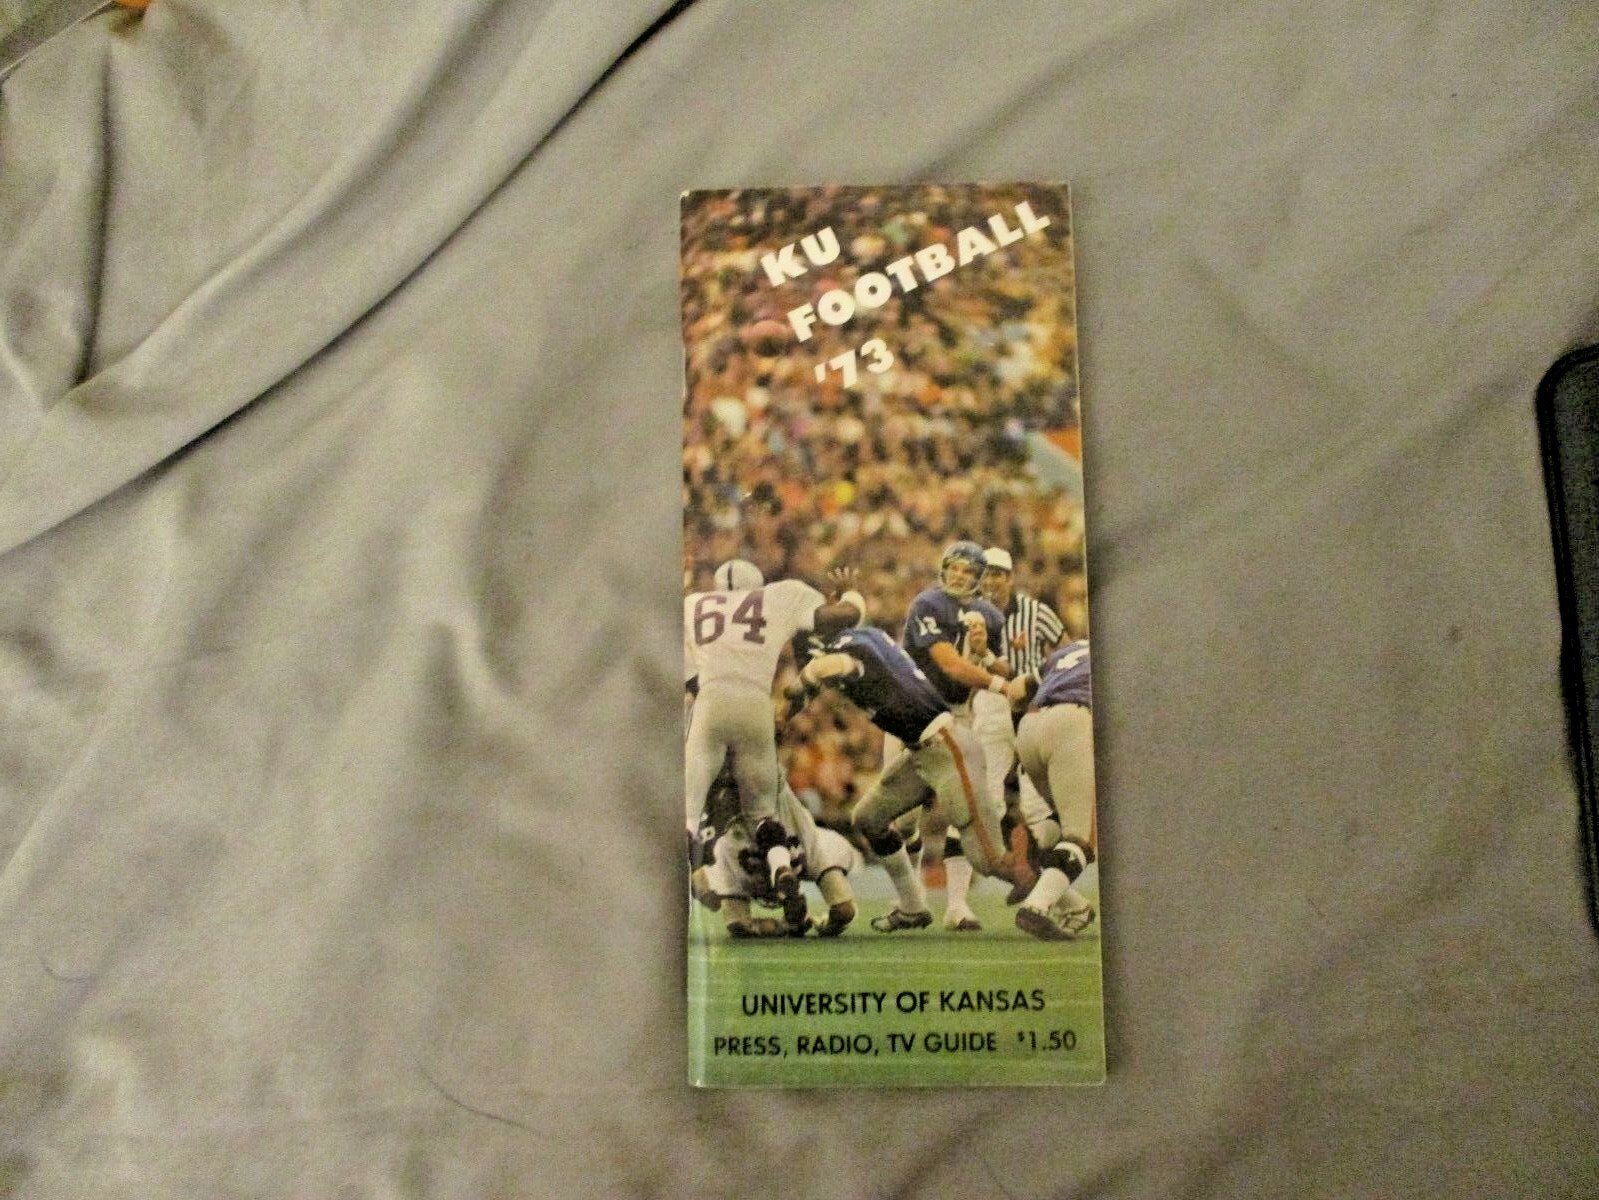 KU
FOOTBALL
'73
64
12
UNIVERSITY OF KANSAS
PRESS, RADIO, TV GUIDE $1.50